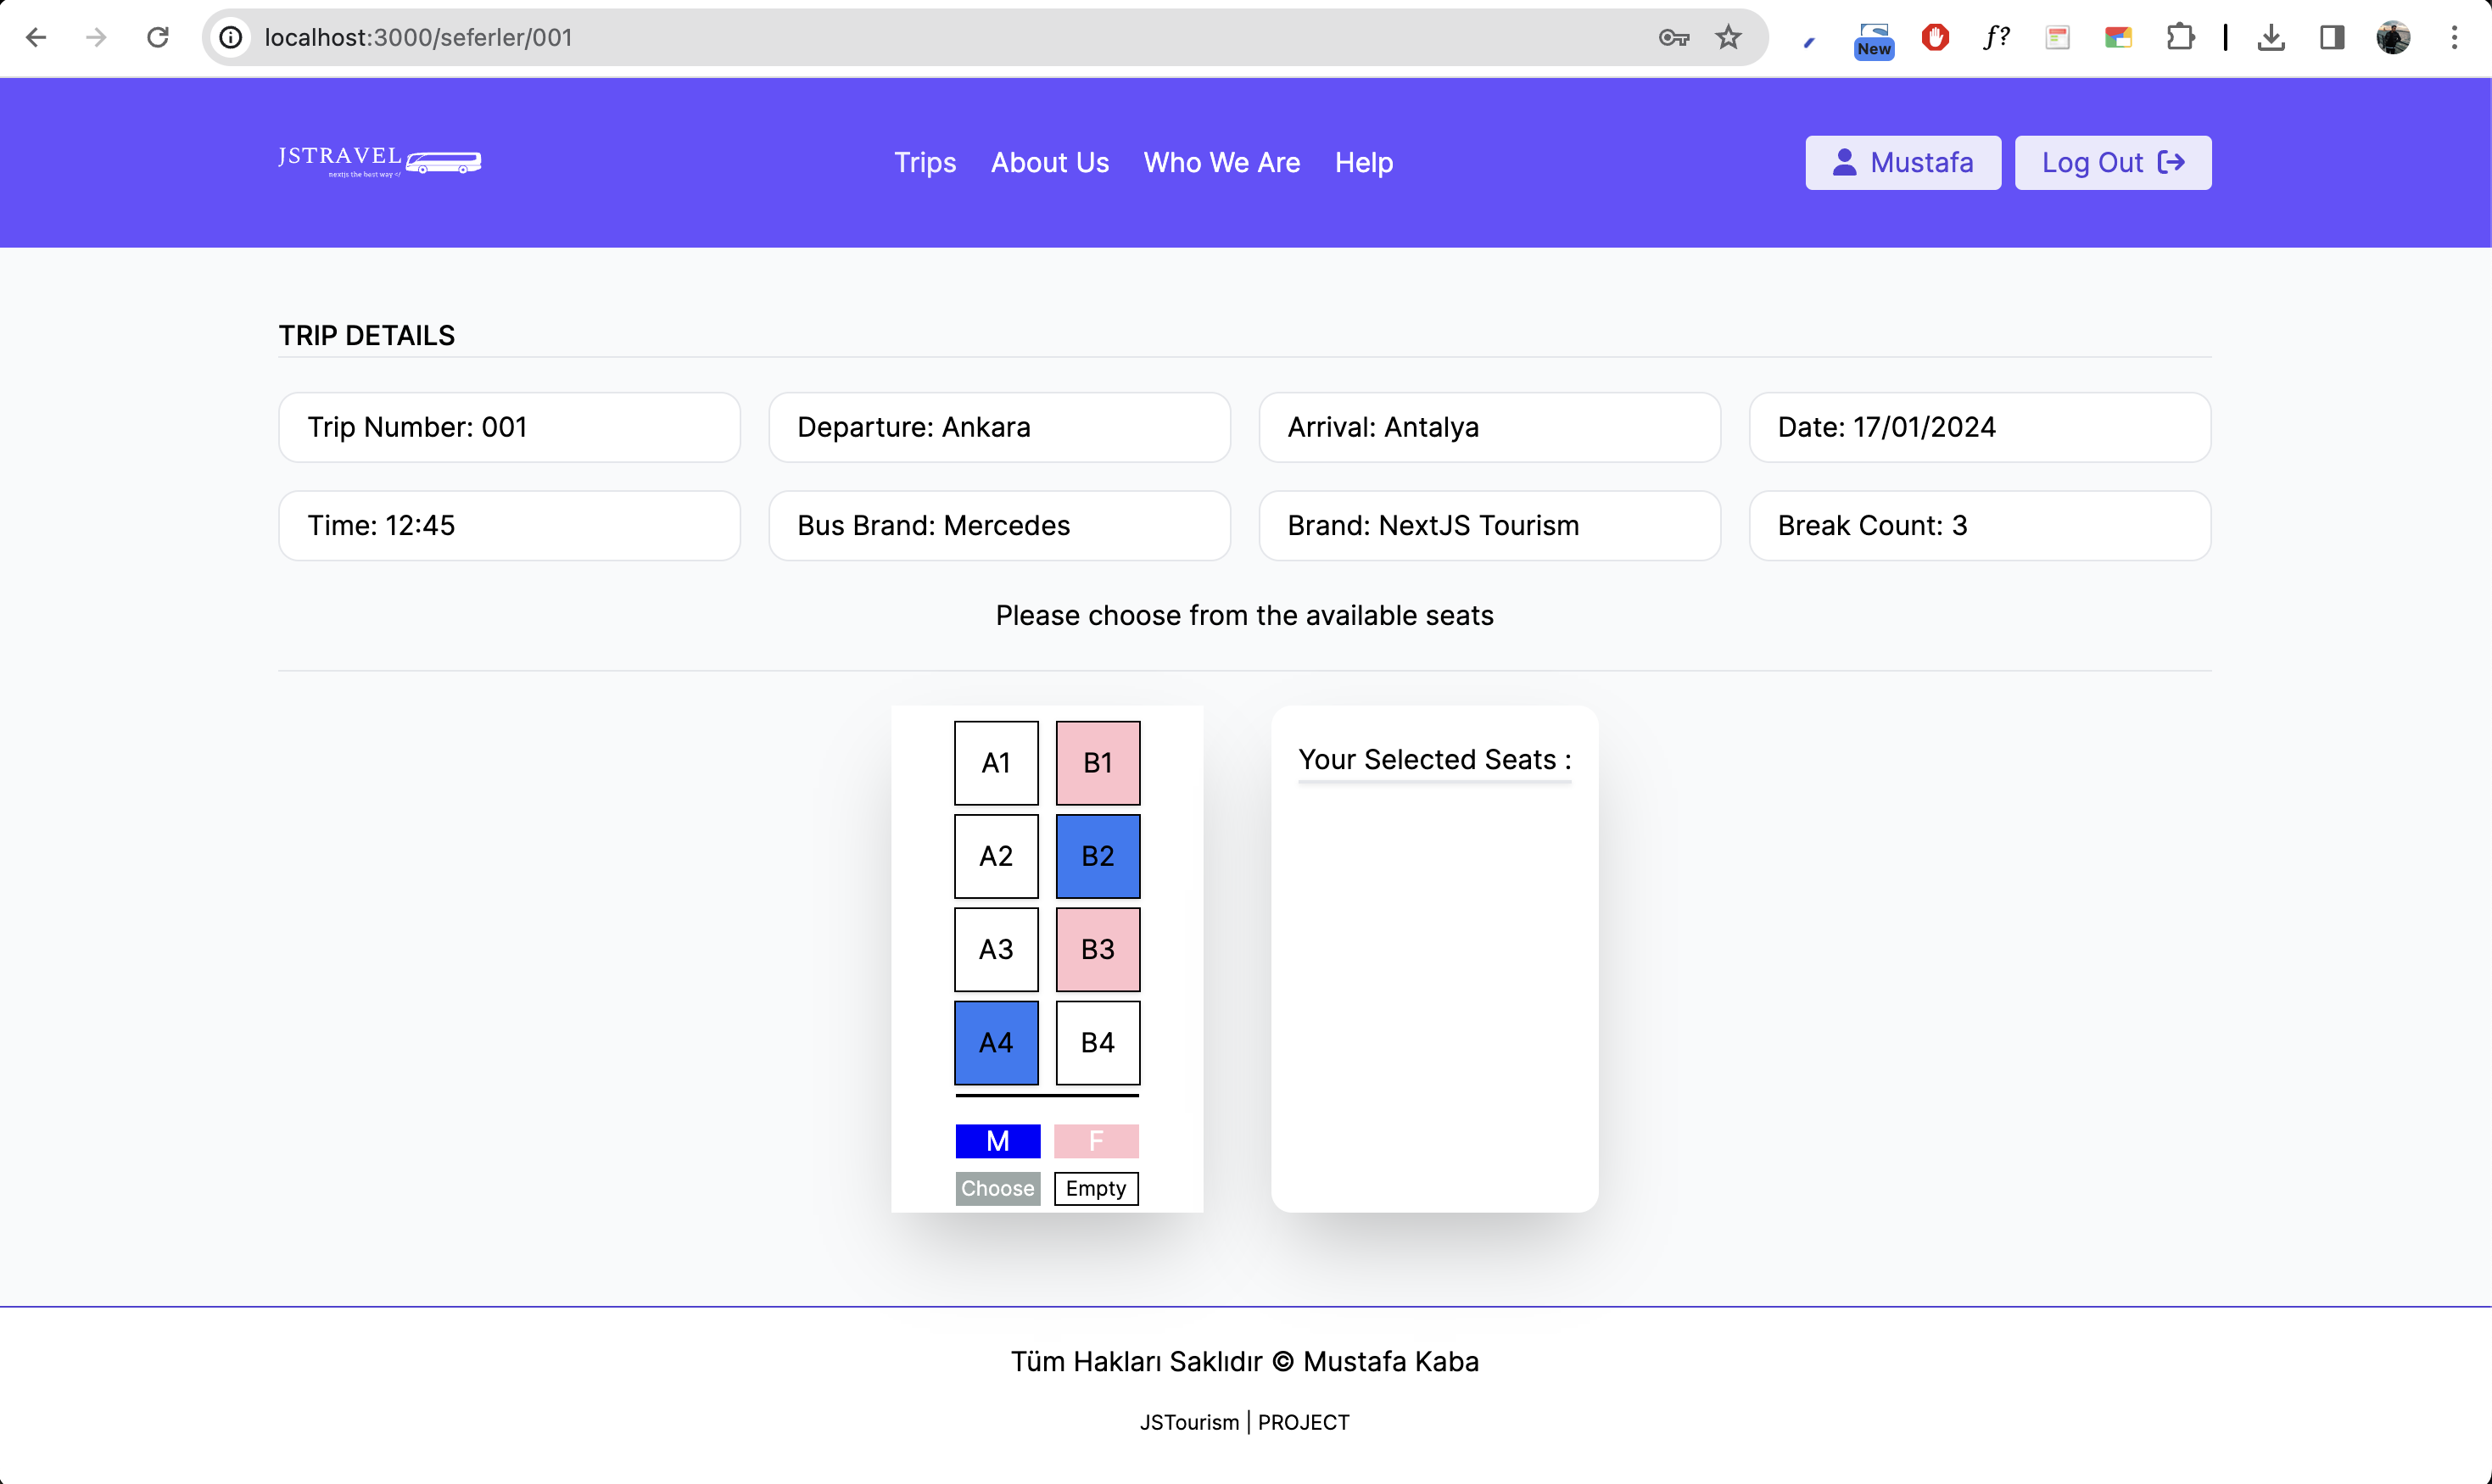 localhost:3000/seferler/001
New
f?
JSTRAVEL
nextjs the best way </
Trips About Us Who We Are Help
Mustafa
Log Out
TRIP DETAILS
Trip Number: 001
Departure: Ankara
Arrival: Antalya
Date: 17/01/2024
Time: 12:45
Bus Brand: Mercedes
Brand: NextJS Tourism
Break Count: 3
Please choose from the available seats
A1 B1
A2 B2
A3 B3
A4 B4
M F
Choose Empty
Your Selected Seats :
Tüm Hakları Saklıdır © Mustafa Kaba
JSTourism | PROJECT